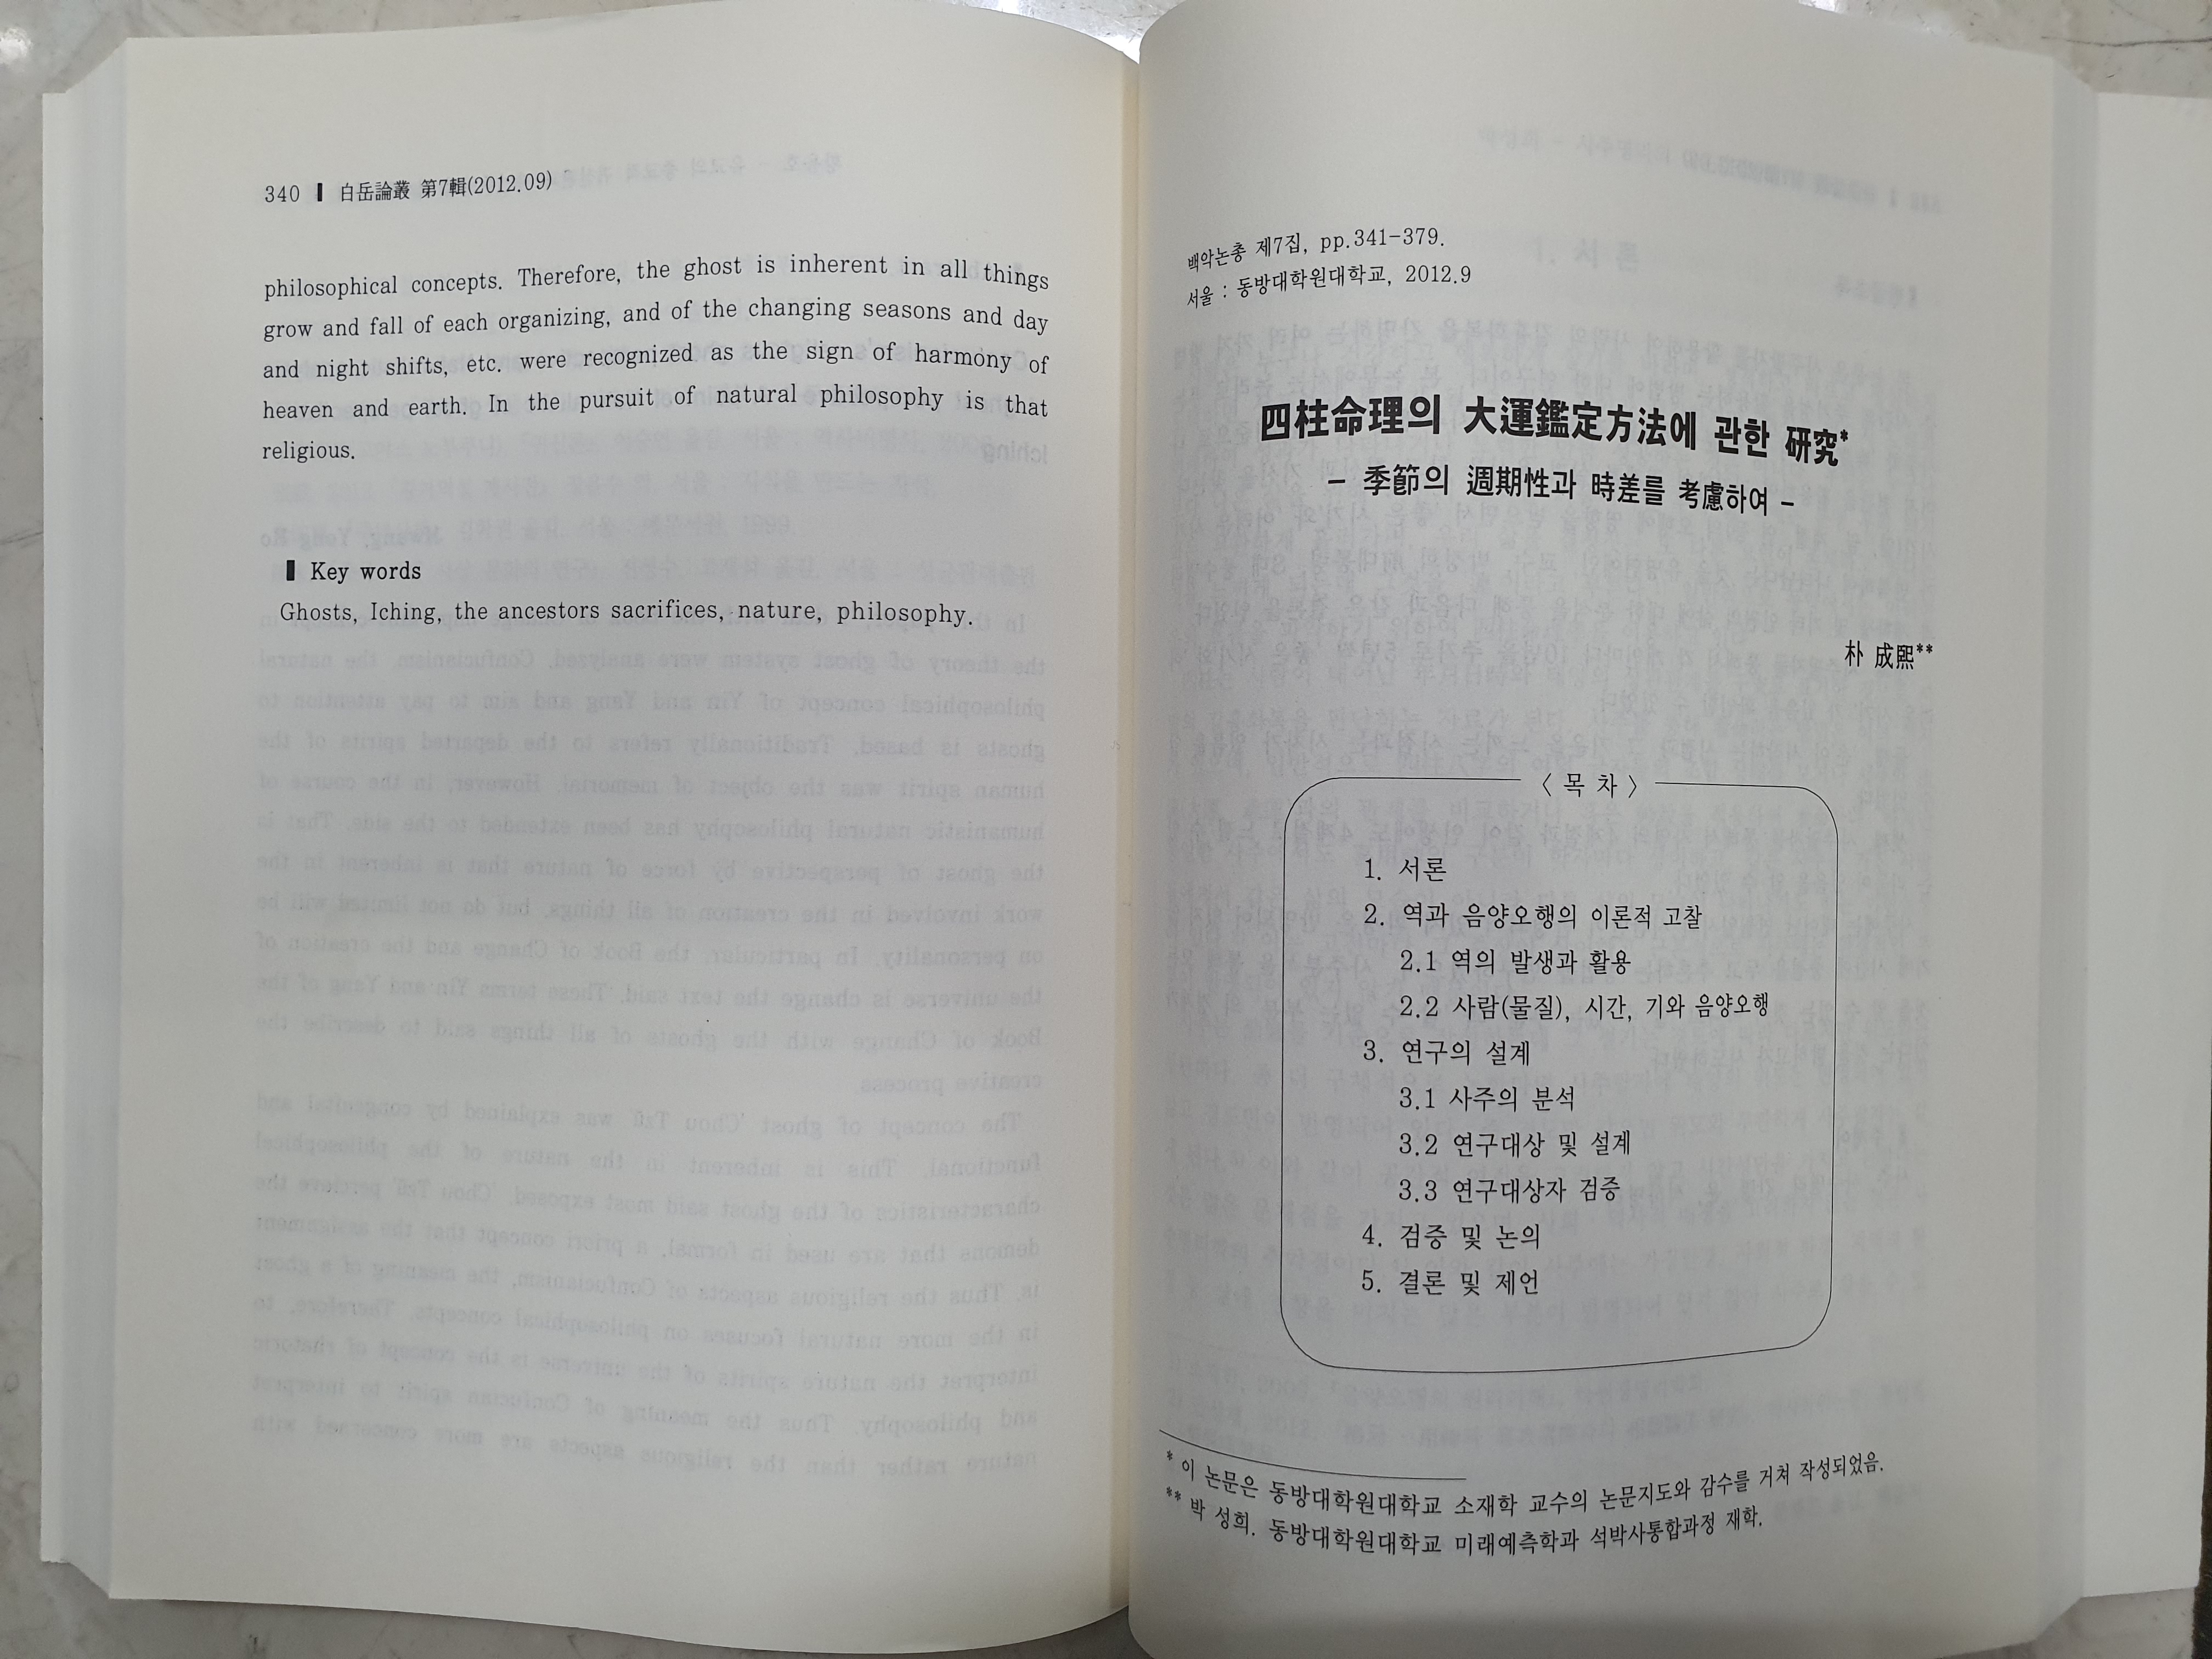 340 ▌ 白岳論叢 第7輯(2012.09)
philosophical concepts. Therefore, the ghost is inherent in all things
grow and fall of each organizing, and of the changing seasons and day
and night shifts, etc. were recognized as the sign of harmony of
heaven and earth. In the pursuit of natural philosophy is that
religious.
▌ Key words
Ghosts, Iching, the ancestors sacrifices, nature, philosophy.
백악논총 제7집, pp.341-379.
서울 : 동방대학원대학교, 2012.9
四柱命理의 大運鑑定方法에 관한 研究*
- 季節의 週期性과 時差를 考慮하여 -
朴 成熙**
〈 목 차 〉
1. 서론
2. 역과 음양오행의 이론적 고찰
2.1 역의 발생과 활용
2.2 사람(물질), 시간, 기와 음양오행
3. 연구의 설계
3.1 사주의 분석
3.2 연구대상 및 설계
3.3 연구대상자 검증
4. 검증 및 논의
5. 결론 및 제언
* 이 논문은 동방대학원대학교 소재학 교수의 논문지도와 감수를 거쳐 작성되었음.
** 박 성희. 동방대학원대학교 미래예측학과 석박사통합과정 재학.